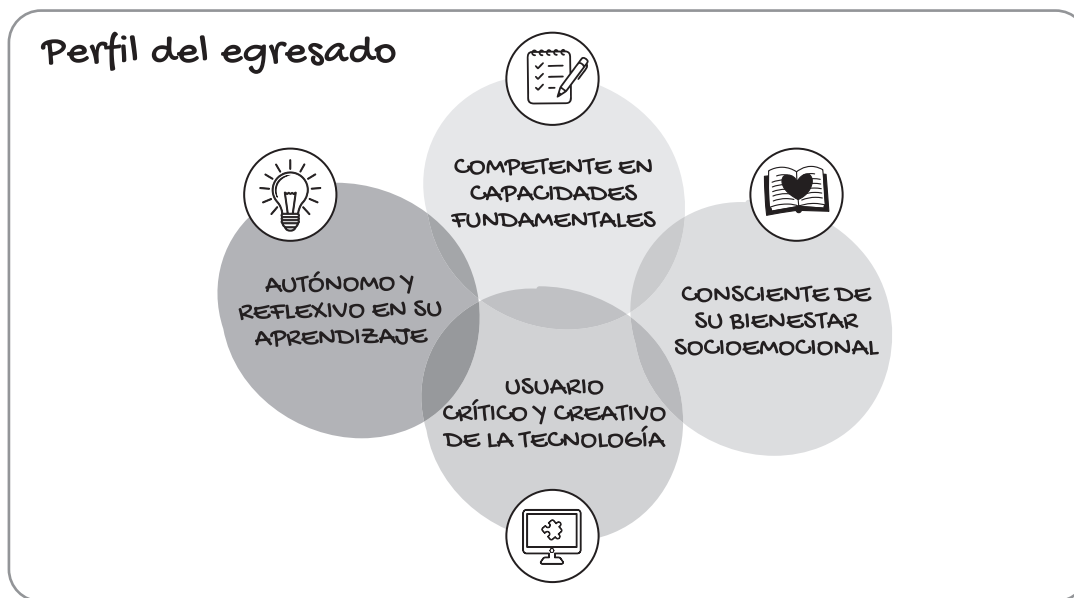 Perfil del egresado
COMPETENTE EN
CAPACIDADES
FUNDAMENTALES
AUTÓNOMO Y
REFLEXIVO EN SU
APRENDIZAJE
CONSCIENTE DE
SU BIENESTAR
SOCIOEMOCIONAL
USUARIO
CRÍTICO Y CREATIVO
DE LA TECNOLOGÍA